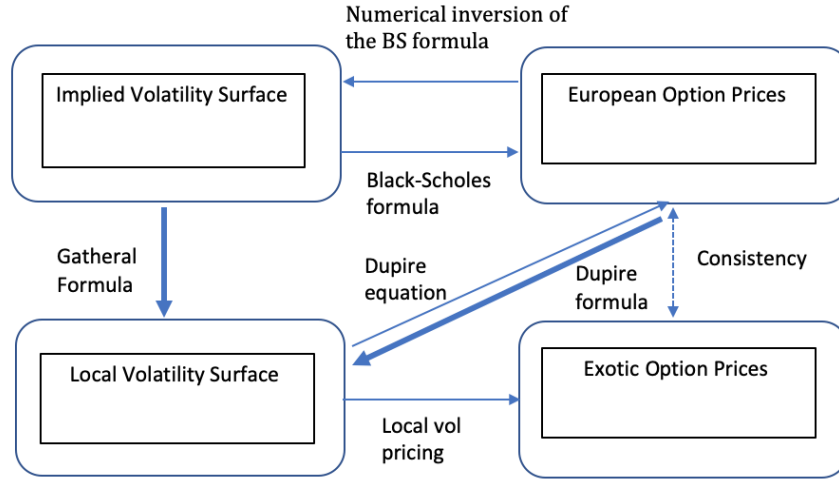 Numerical inversion of
the BS formula
Implied Volatility Surface
European Option Prices
Black-Scholes
formula
Gatheral
Formula
Dupire
equation
Dupire
formula
Consistency
Local Volatility Surface
Exotic Option Prices
Local vol
pricing